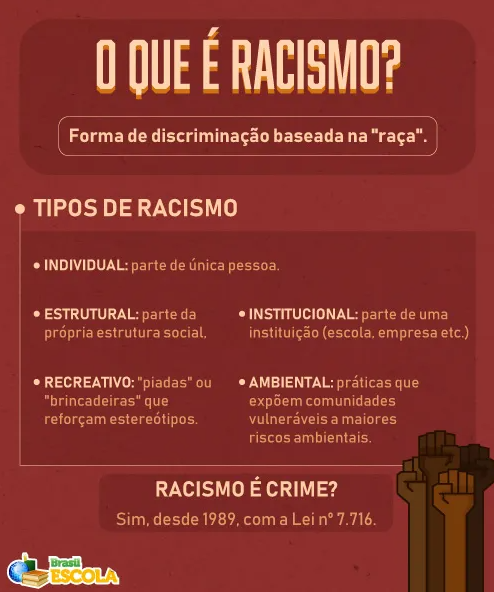 O QUE É RACISMO?
Forma de discriminação baseada na "raça".
TIPOS DE RACISMO
• INDIVIDUAL: parte de única pessoa.
• ESTRUTURAL: parte da
própria estrutura social,
• INSTITUCIONAL: parte de uma
instituição (escola, empresa etc.)
• RECREATIVO: "piadas" ou
"brincadeiras" que
reforçam estereótipos.
• AMBIENTAL: práticas que
expõem comunidades
vulneráveis a maiores
riscos ambientais.
RACISMO É CRIME?
Sim, desde 1989, com a Lei nº 7.716.
Brasil
ESCOLA